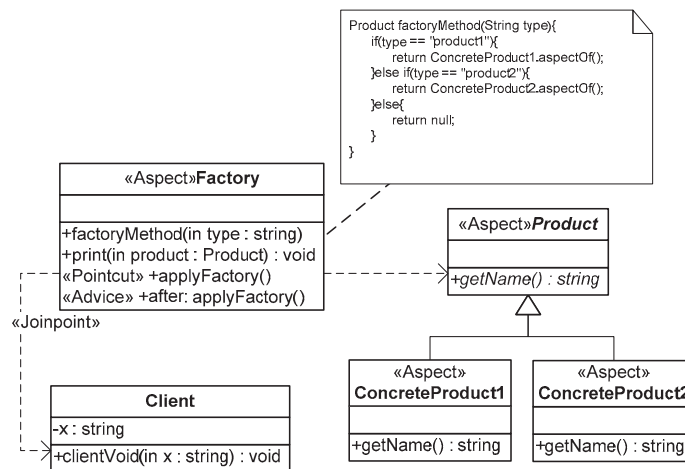 Product factoryMethod(String type){
if(type == "product1"){
return ConcreteProduct1.aspectOf();
}else if(type == "product2"){
return ConcreteProduct2.aspectOf();
}else{
return null;
}
}
«Aspect»Factory
+factoryMethod(in type : string)
+print(in product : Product) : void
«Pointcut» +applyFactory()
«Advice» +after: applyFactory()
«Aspect»Product
+getName() : string
«Joinpoint»
Client
-x : string
+clientVoid(in x : string) : void
«Aspect»
ConcreteProduct1
+getName() : string
«Aspect»
ConcreteProduct2
+getName() : string